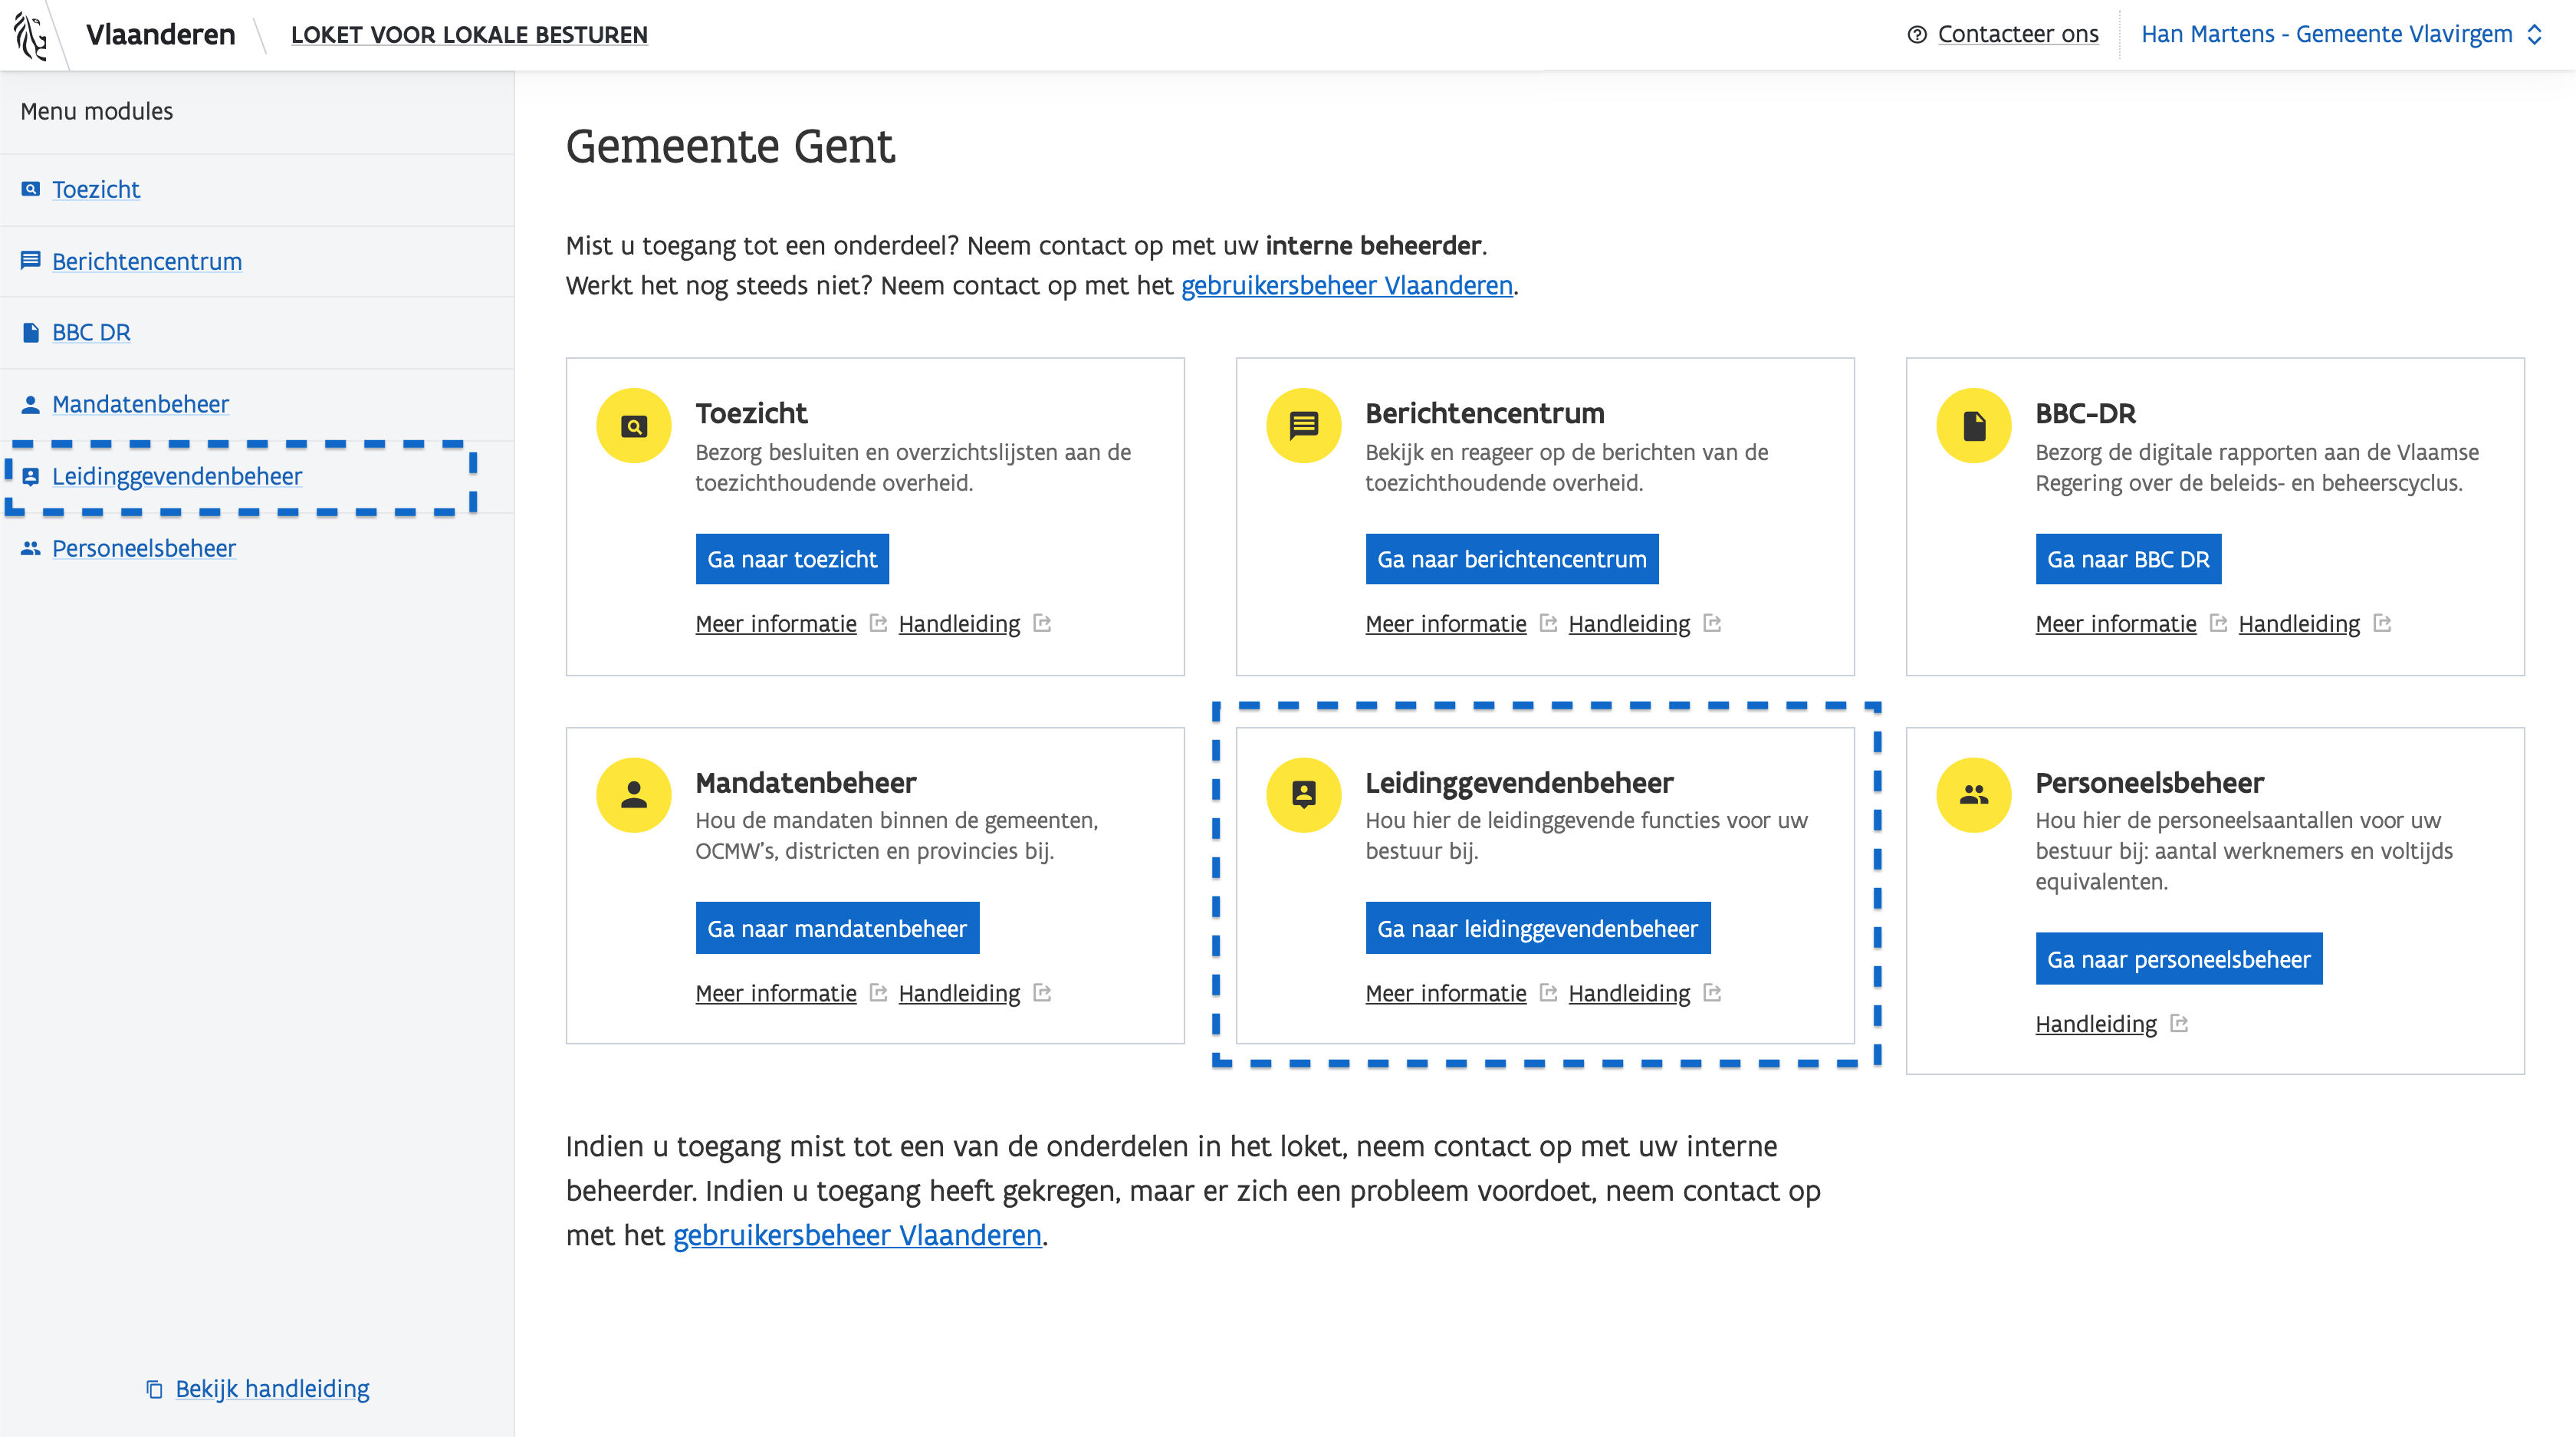 Vlaanderen
LOKET VOOR LOKALE BESTUREN
Contacteer ons
Han Martens - Gemeente Vlavirgem
Menu modules
Toezicht
Berichtencentrum
BBC DR
Mandatenbeheer
Leidinggevendenbeheer
Personeelsbeheer
Bekijk handleiding
Gemeente Gent
Mist u toegang tot een onderdeel? Neem contact op met uw interne beheerder.
Werkt het nog steeds niet? Neem contact op met het gebruikersbeheer Vlaanderen.
Toezicht
Bezorg besluiten en overzichtslijsten aan de
toezichthoudende overheid.
Ga naar toezicht
Meer informatie Handleiding
Berichtencentrum
Bekijk en reageer op de berichten van de
toezichthoudende overheid.
Ga naar berichtencentrum
Meer informatie Handleiding
BBC-DR
Bezorg de digitale rapporten aan de Vlaamse
Regering over de beleids- en beheerscyclus.
Ga naar BBC DR
Meer informatie Handleiding
Mandatenbeheer
Hou de mandaten binnen de gemeenten,
OCMW's, districten en provincies bij.
Ga naar mandatenbeheer
Meer informatie Handleiding
Leidinggevendenbeheer
Hou hier de leidinggevende functies voor uw
bestuur bij.
Ga naar leidinggevendenbeheer
Meer informatie Handleiding
Personeelsbeheer
Hou hier de personeelsaantallen voor uw
bestuur bij: aantal werknemers en voltijds
equivalenten.
Ga naar personeelsbeheer
Handleiding
Indien u toegang mist tot een van de onderdelen in het loket, neem contact op met uw interne
beheerder. Indien u toegang heeft gekregen, maar er zich een probleem voordoet, neem contact op
met het gebruikersbeheer Vlaanderen.